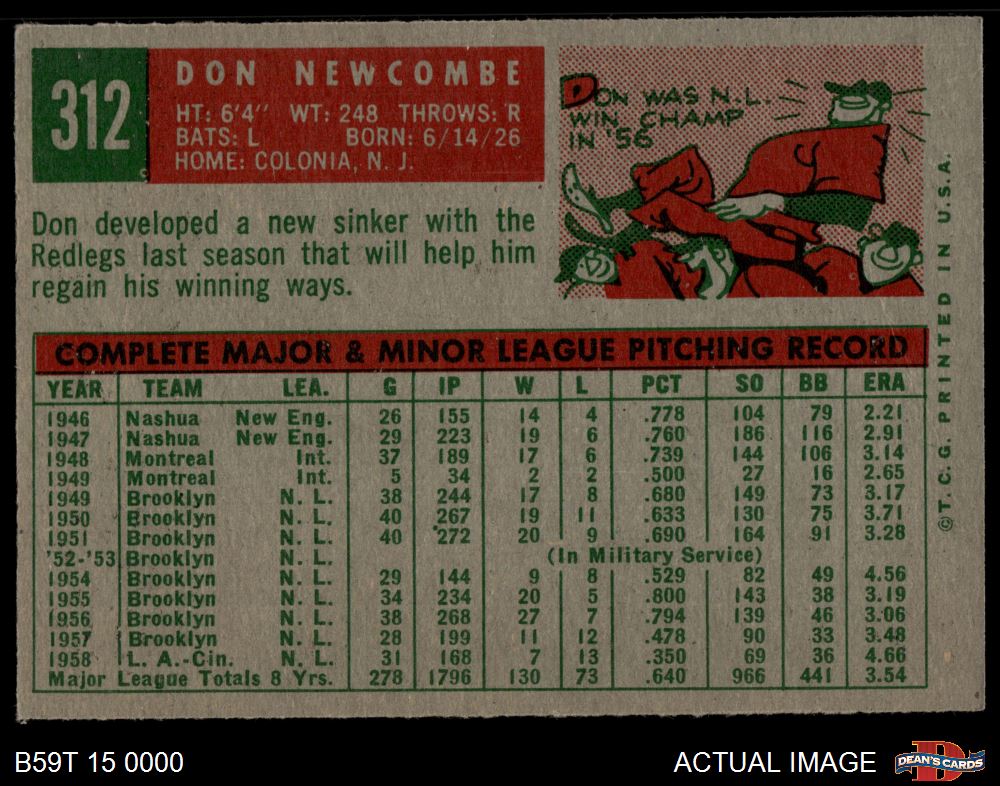 312
DON NEWCOMBE
HT: 6'4" WT: 248 THROWS: R
BATS: L BORN: 6/14/26
HOME: COLONIA, N. J.
DON WAS N.L.
WIN CHAMP
IN '56
Don developed a new sinker with the
Redlegs last season that will help him
regain his winning ways.
COMPLETE MAJOR & MINOR LEAGUE PITCHING RECORD
YEAR TEAM LEA. G IP W L PCT SO BB ERA
1946 Nashua New Eng. 26 155 14 4 .778 104 79 2.21
1947 Nashua New Eng. 29 223 19 6 .760 186 116 2.91
1948 Montreal Int. 37 189 17 6 .739 144 106 3.14
1949 Montreal Int. 5 34 2 2 .500 27 16 2.65
1949 Brooklyn N. L. 38 244 17 8 .680 149 73 3.17
1950 Brooklyn N. L. 40 267 19 11 .633 130 75 3.71
1951 Brooklyn N. L. 40 272 20 9 .690 164 91 3.28
'52-'53 Brooklyn N. L. (In Military Service)
1954 Brooklyn N. L. 29 144 9 8 .529 82 49 4.56
1955 Brooklyn N. L. 34 234 20 5 .800 143 38 3.19
1956 Brooklyn N. L. 38 268 27 7 .794 139 46 3.06
1957 Brooklyn N. L. 28 199 11 12 .478 90 33 3.48
1958 L. A.-Cin. N. L. 31 168 7 13 .350 69 36 4.66
Major League Totals 8 Yrs. 278 1796 130 73 .640 966 441 3.54
©T. C. G. PRINTED IN U.S.A.
B59T 15 0000
ACTUAL IMAGE
DEAN'S CARDS